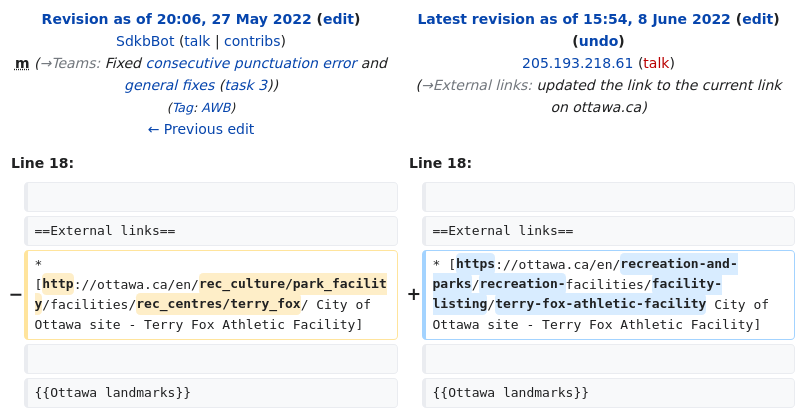 Revision as of 20:06, 27 May 2022 (edit)
SdkbBot (talk | contribs)
m (→Teams: Fixed consecutive punctuation error and
general fixes (task 3))
(Tag: AWB)
← Previous edit
Latest revision as of 15:54, 8 June 2022 (edit)
(undo)
205.193.218.61 (talk)
(→External links: updated the link to the current link
on ottawa.ca)
Line 18:
Line 18:
==External links==
==External links==
− *
[http://ottawa.ca/en/rec_culture/park_facilit
y/facilities/rec_centres/terry_fox/ City of
Ottawa site - Terry Fox Athletic Facility]
+ * [https://ottawa.ca/en/recreation-and-
parks/recreation-facilities/facility-
listing/terry-fox-athletic-facility City of
Ottawa site - Terry Fox Athletic Facility]
{{Ottawa landmarks}}
{{Ottawa landmarks}}